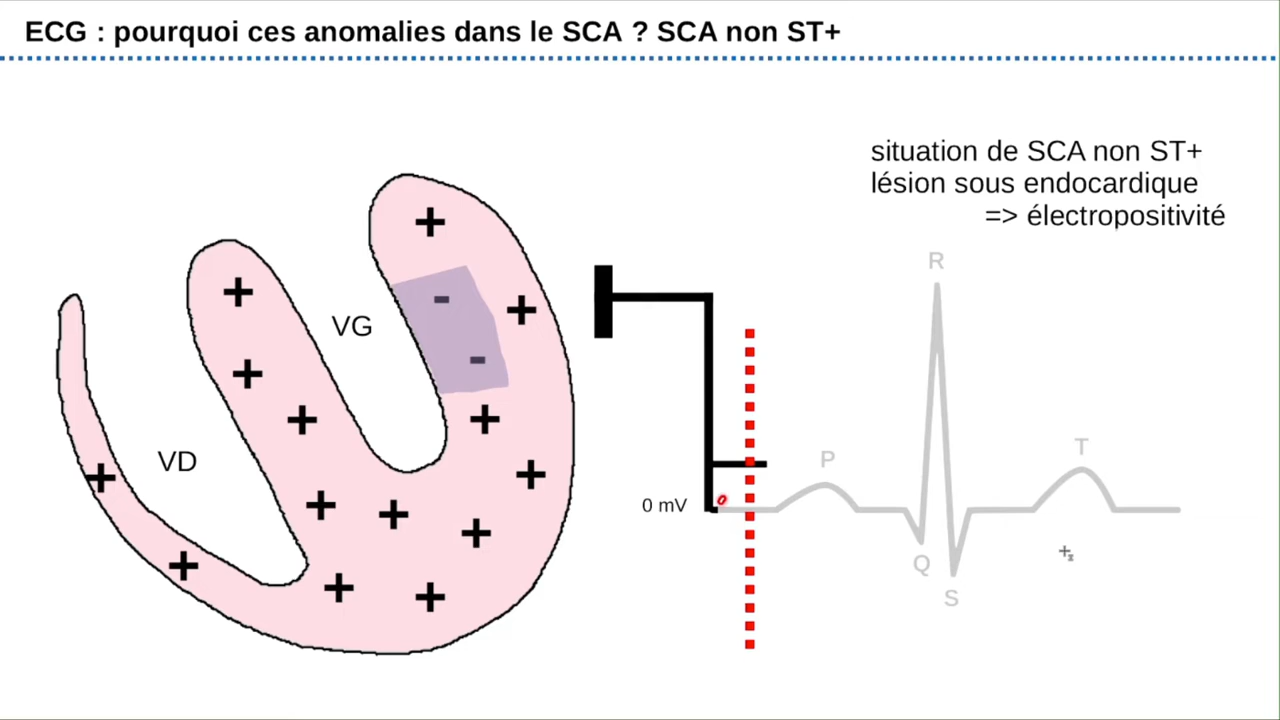 ECG : pourquoi ces anomalies dans le SCA ? SCA non ST+
situation de SCA non ST+
lésion sous endocardique
=> électropositivité
VG
VD
0 mV
P
Q
R
S
T